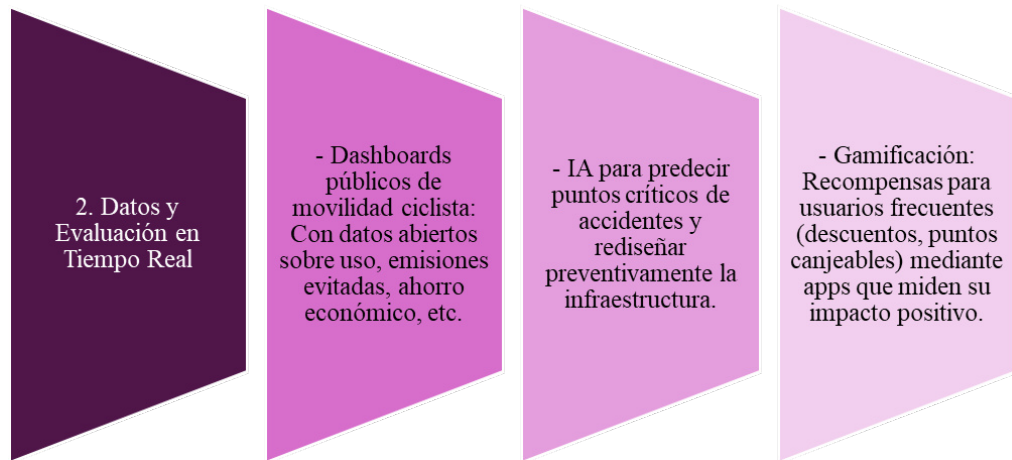 2. Datos y
Evaluación en
Tiempo Real
- Dashboards
públicos de
movilidad ciclista:
Con datos abiertos
sobre uso, emisiones
evitadas, ahorro
económico, etc.
- IA para predecir
puntos críticos de
accidentes y
rediseñar
preventivamente la
infraestructura.
- Gamificación:
Recompensas para
usuarios frecuentes
(descuentos, puntos
canjeables) mediante
apps que miden su
impacto positivo.